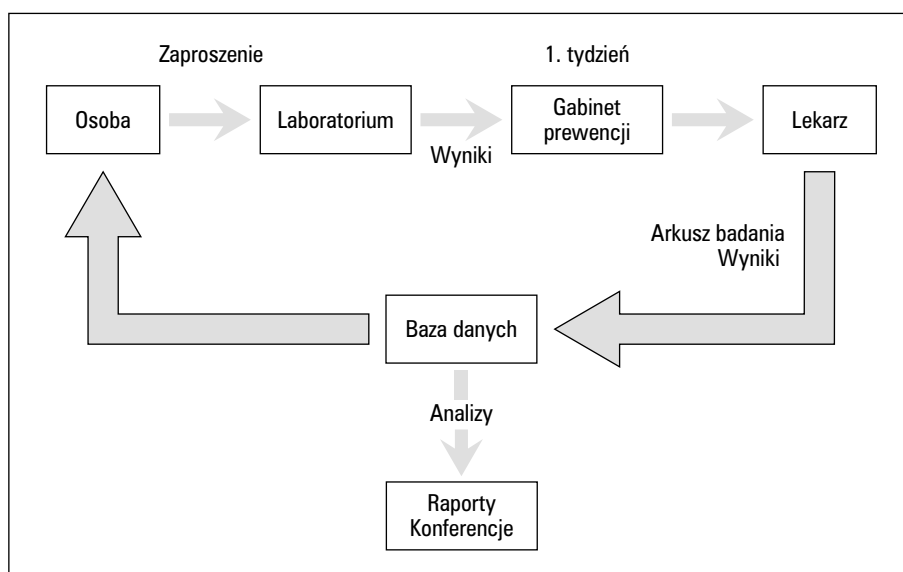 Zaproszenie
1. tydzień
Osoba
Laboratorium
Wyniki
Gabinet
prewencji
Lekarz
Arkusz badania
Wyniki
Baza danych
Analizy
Raporty
Konferencje